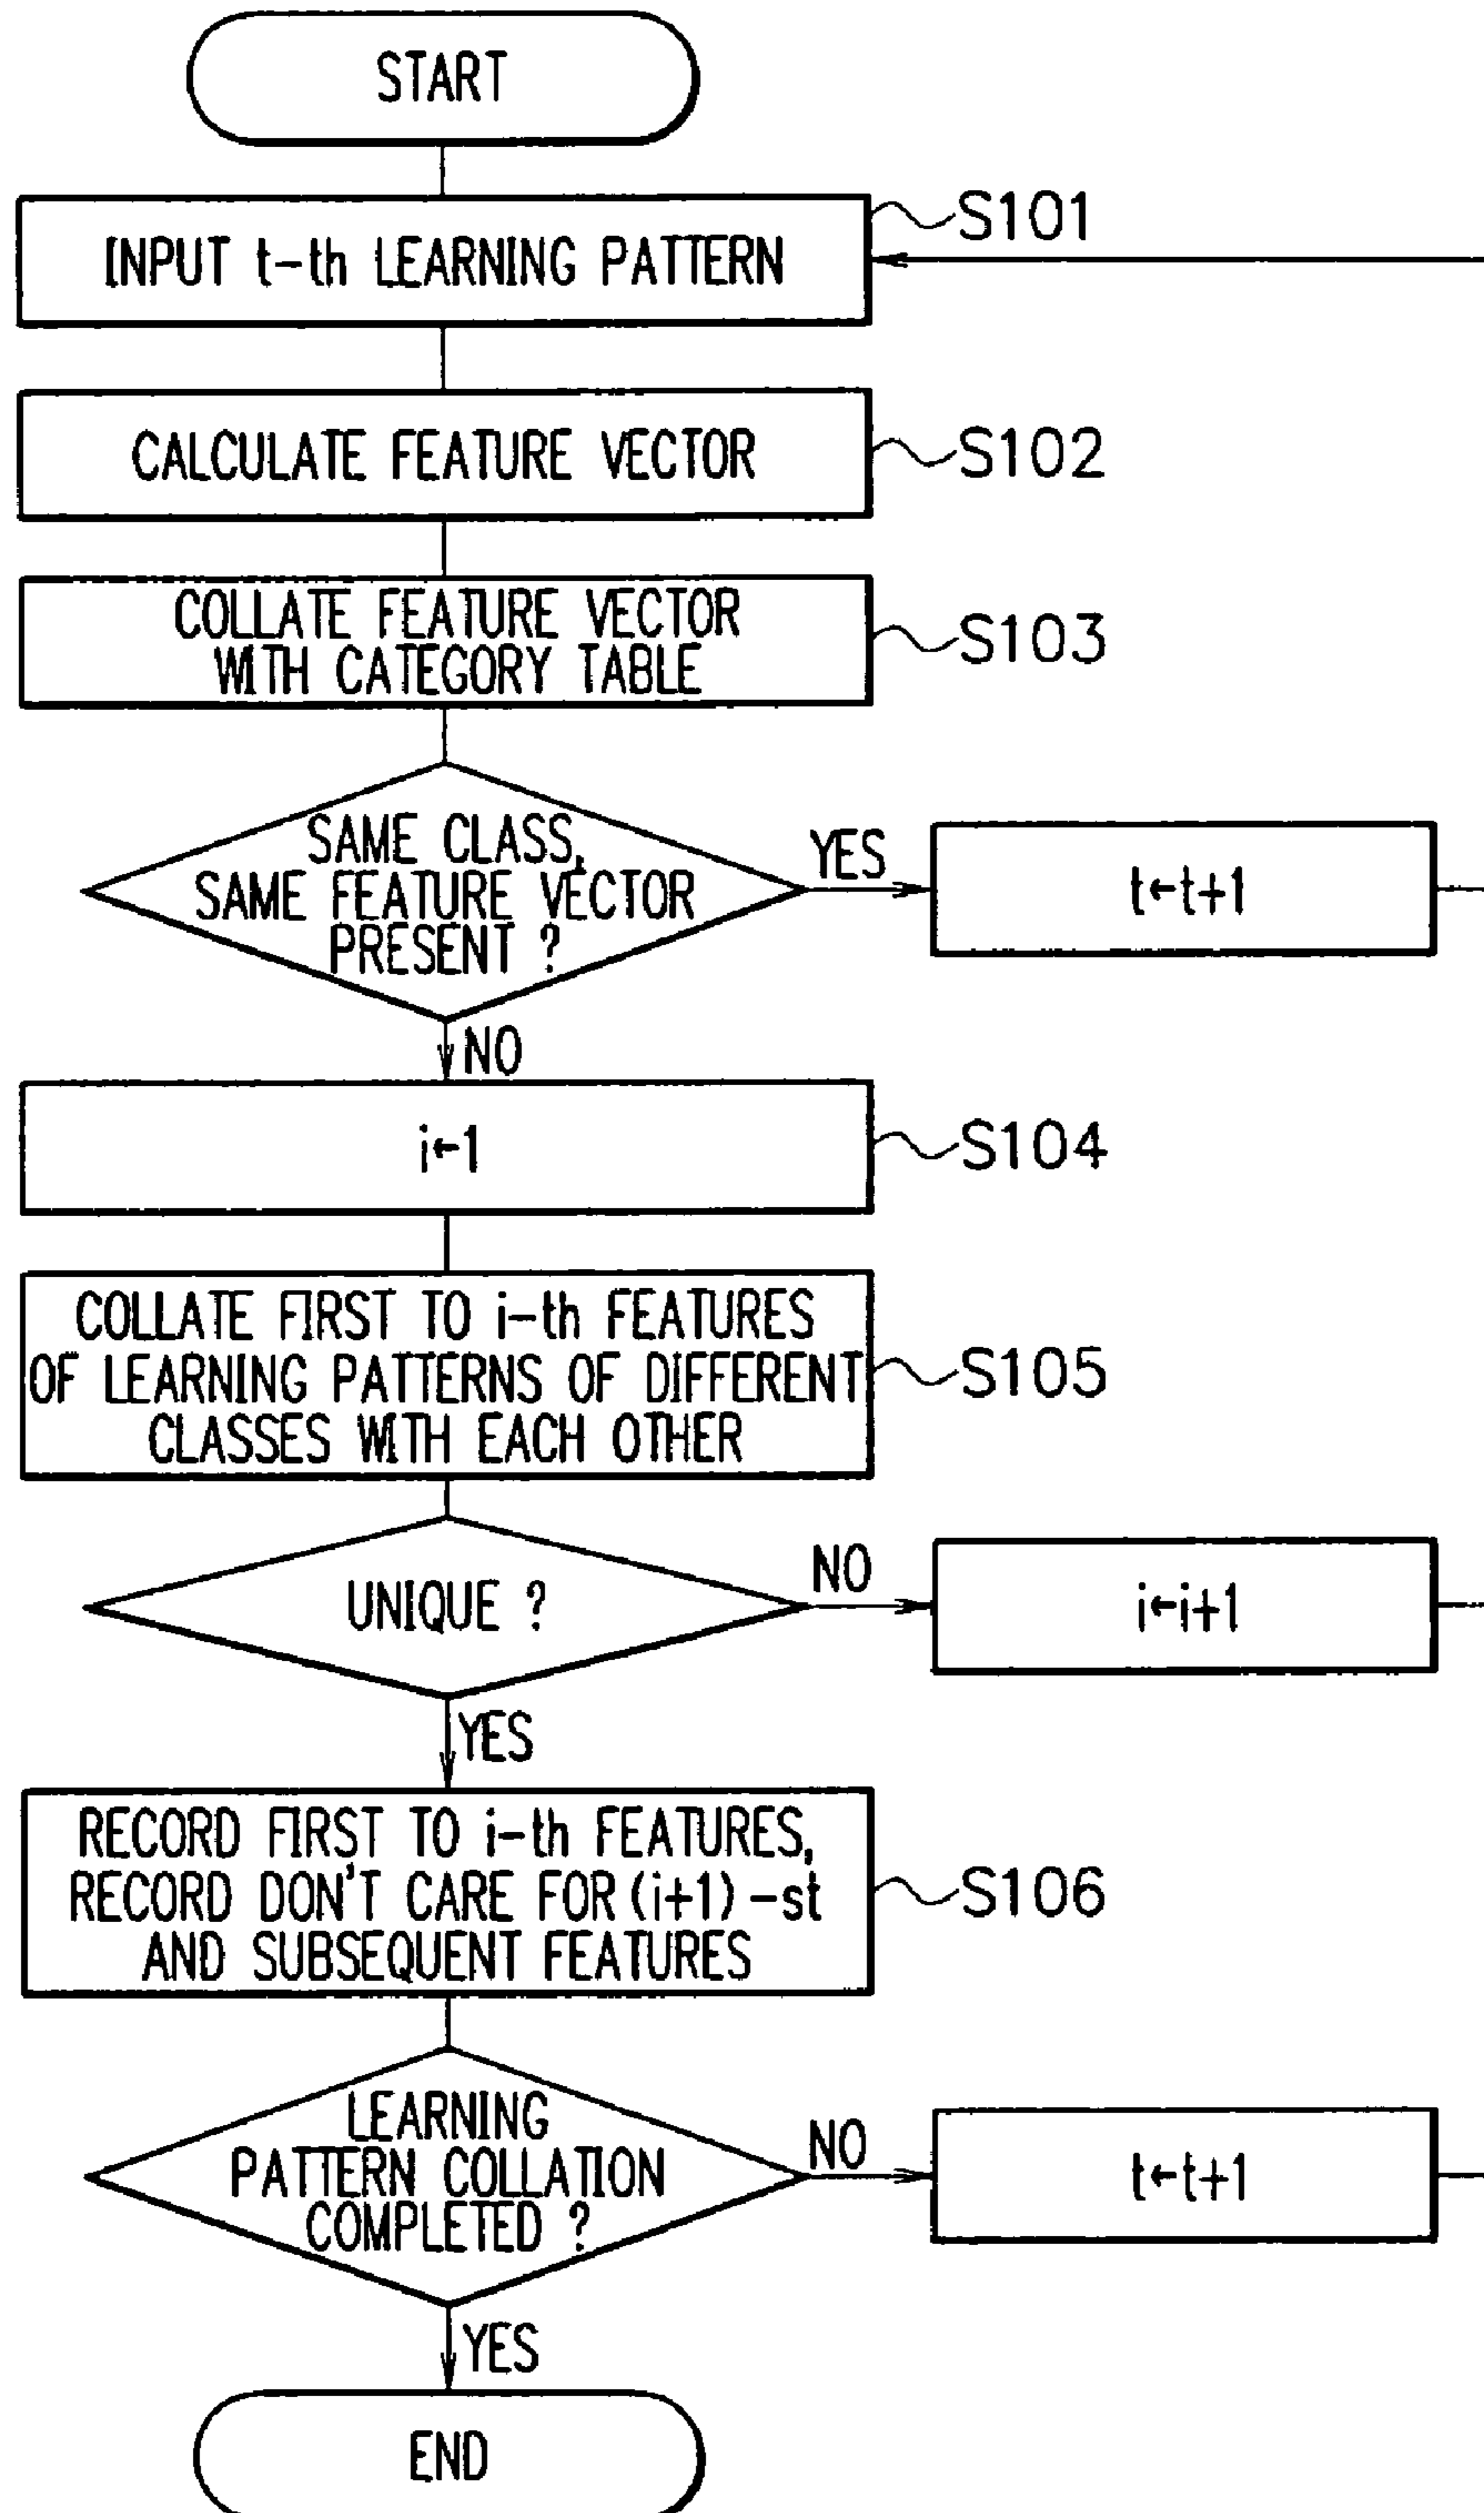 START
INPUT t-th LEARNING PATTERN
S101
CALCULATE FEATURE VECTOR
S102
COLLATE FEATURE VECTOR
WITH CATEGORY TABLE
S103
SAME CLASS,
SAME FEATURE VECTOR
PRESENT ?
YES
t←t+1
NO
i←1
S104
COLLATE FIRST TO i-th FEATURES
OF LEARNING PATTERNS OF DIFFERENT
CLASSES WITH EACH OTHER
S105
UNIQUE ?
NO
i←i+1
YES
RECORD FIRST TO i-th FEATURES,
RECORD DON'T CARE FOR (i+1)-st
AND SUBSEQUENT FEATURES
S106
LEARNING
PATTERN COLLATION
COMPLETED ?
NO
t←t+1
YES
END